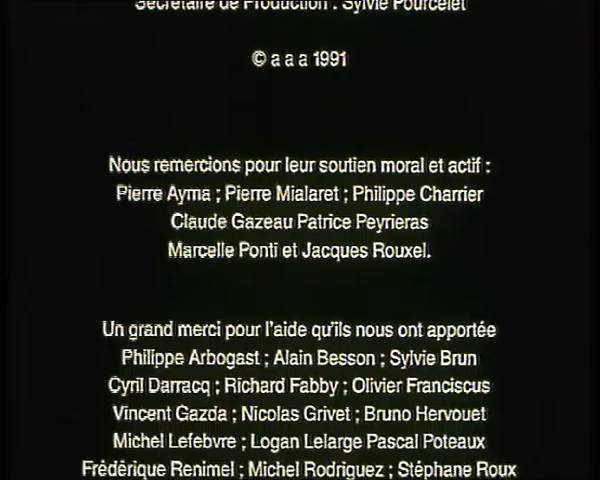 Secrétaire de Production : Sylvie Pourcelet
© a a a 1991
Nous remercions pour leur soutien moral et actif :
Pierre Ayma ; Pierre Mialaret ; Philippe Charrier
Claude Gazeau Patrice Peyrieras
Marcelle Ponti et Jacques Rouxel.
Un grand merci pour l'aide qu'ils nous ont apportée
Philippe Arbogast ; Alain Besson ; Sylvie Brun
Cyril Darracq ; Richard Fabby ; Olivier Franciscus
Vincent Gazda ; Nicolas Grivet ; Bruno Hervouet
Michel Lefebvre ; Logan Lelarge Pascal Poteaux
Frédérique Renimel ; Michel Rodriguez ; Stéphane Roux